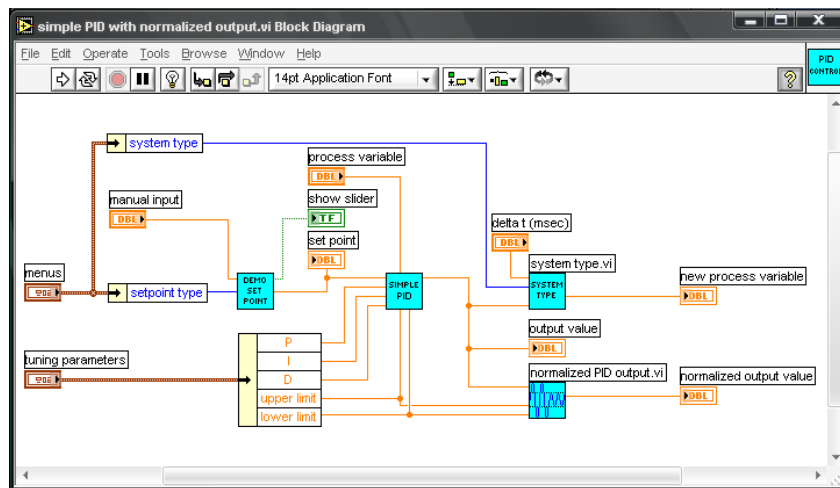 simple PID with normalized output.vi Block Diagram
File Edit Operate Tools Browse Window Help
14pt Application Font
?
PID
CONTROL
system type
process variable
DBL
manual input
DBL
show slider
TF
set point
DBL
delta t (msec)
DBL
menus
setpoint type
DEMO
SET
POINT
SIMPLE
PID
system type.vi
SYSTEM
TYPE
new process variable
DBL
output value
DBL
tuning parameters
P
I
D
upper limit
lower limit
normalized PID output.vi
normalized output value
DBL